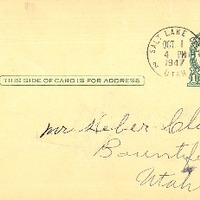 SALT LAKE
OCT 1
4 PM
1947
UTAH
THIS SIDE OF CARD IS FOR ADDRESS
Mr Heber
Bountif
Utah